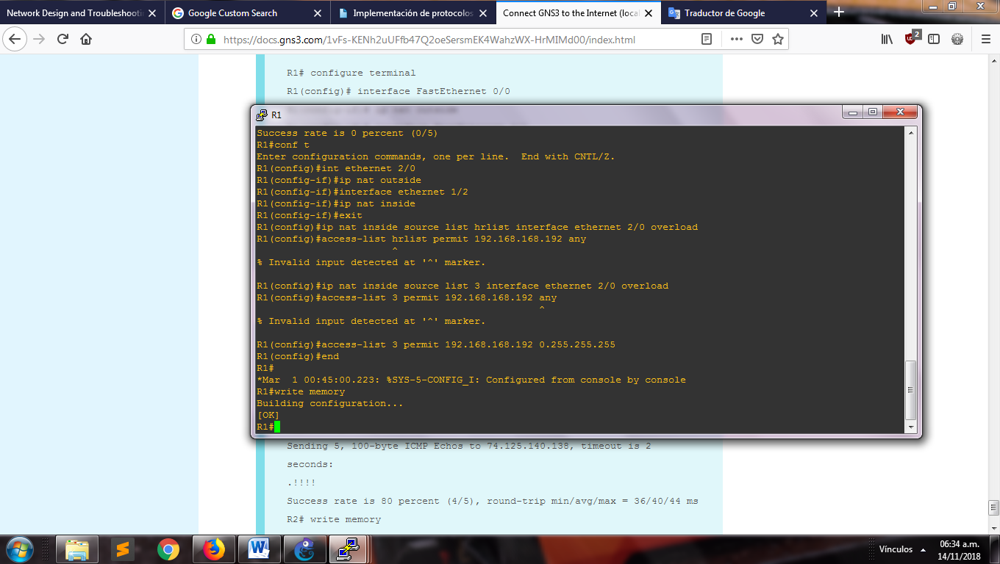 Network Design and Troubleshooti
Google Custom Search
Implementación de protocolos
Connect GNS3 to the Internet (local
Traductor de Google
https://docs.gns3.com/1vFs-KENh2uUFfb47Q2oeSersmEK4WahzWX-HrMIMd00/index.html
2
R1# configure terminal
R1(config)# interface FastEthernet 0/0
R1
Success rate is 0 percent (0/5)
R1#conf t
Enter configuration commands, one per line.  End with CNTL/Z.
R1(config)#int ethernet 2/0
R1(config-if)#ip nat outside
R1(config-if)#interface ethernet 1/2
R1(config-if)#ip nat inside
R1(config-if)#exit
R1(config)#ip nat inside source list hrlist interface ethernet 2/0 overload
R1(config)#access-list hrlist permit 192.168.168.192 any
^
% Invalid input detected at '^' marker.
R1(config)#ip nat inside source list 3 interface ethernet 2/0 overload
R1(config)#access-list 3 permit 192.168.168.192 any
^
% Invalid input detected at '^' marker.
R1(config)#access-list 3 permit 192.168.168.192 0.255.255.255
R1(config)#end
R1#
*Mar  1 00:45:00.223: %SYS-5-CONFIG_I: Configured from console by console
R1#write memory
Building configuration...
[OK]
R1#
Sending 5, 100-byte ICMP Echos to 74.125.140.138, timeout is 2
seconds:
.!!!!
Success rate is 80 percent (4/5), round-trip min/avg/max = 36/40/44 ms
R2# write memory
Vínculos
06:34 a.m.
14/11/2018